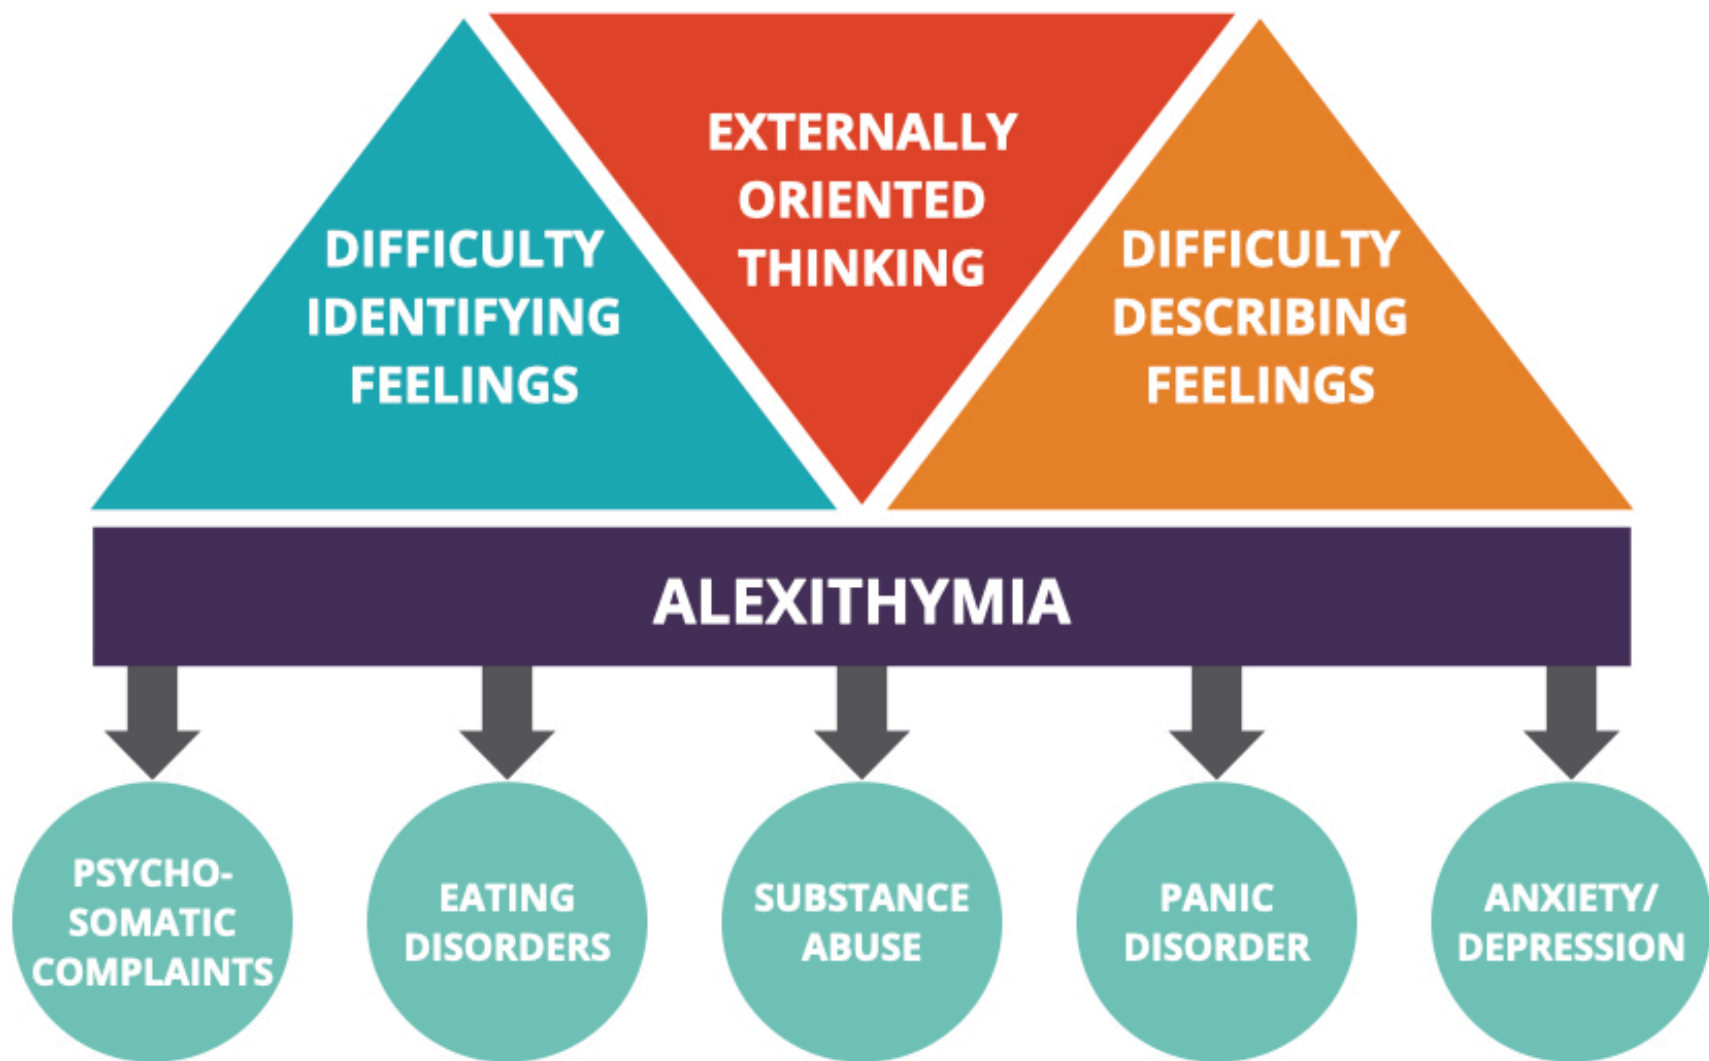 EXTERNALLY
ORIENTED
THINKING
DIFFICULTY
IDENTIFYING
FEELINGS
DIFFICULTY
DESCRIBING
FEELINGS
ALEXITHYMIA
PSYCHO-
SOMATIC
COMPLAINTS
EATING
DISORDERS
SUBSTANCE
ABUSE
PANIC
DISORDER
ANXIETY/
DEPRESSION